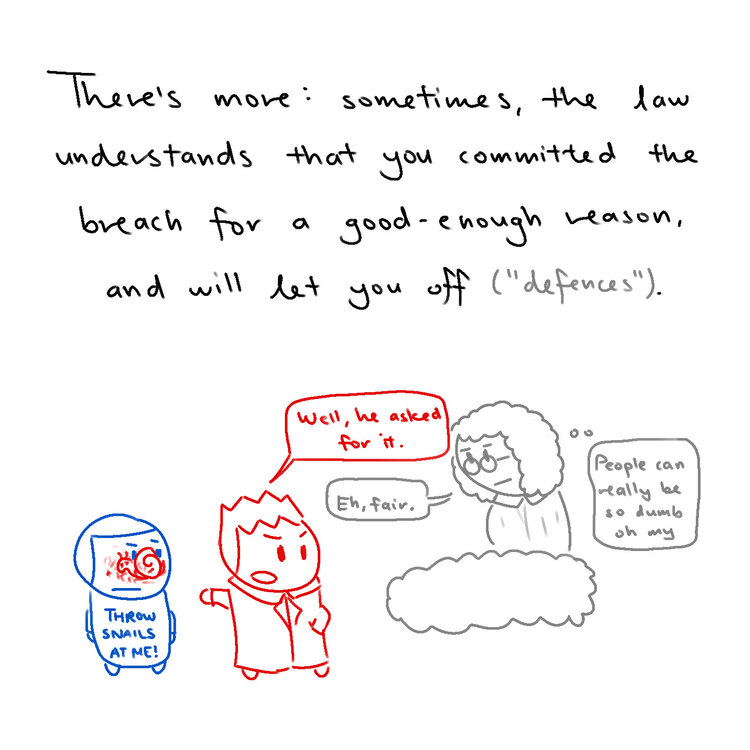 There's more: sometimes, the law
understands that you committed the
breach for a good-enough reason,
and will let you off ("defences").
Well, he asked
for it.
Eh, fair.
People can
really be
so dumb
oh my
THROW
SNAILS
AT ME!